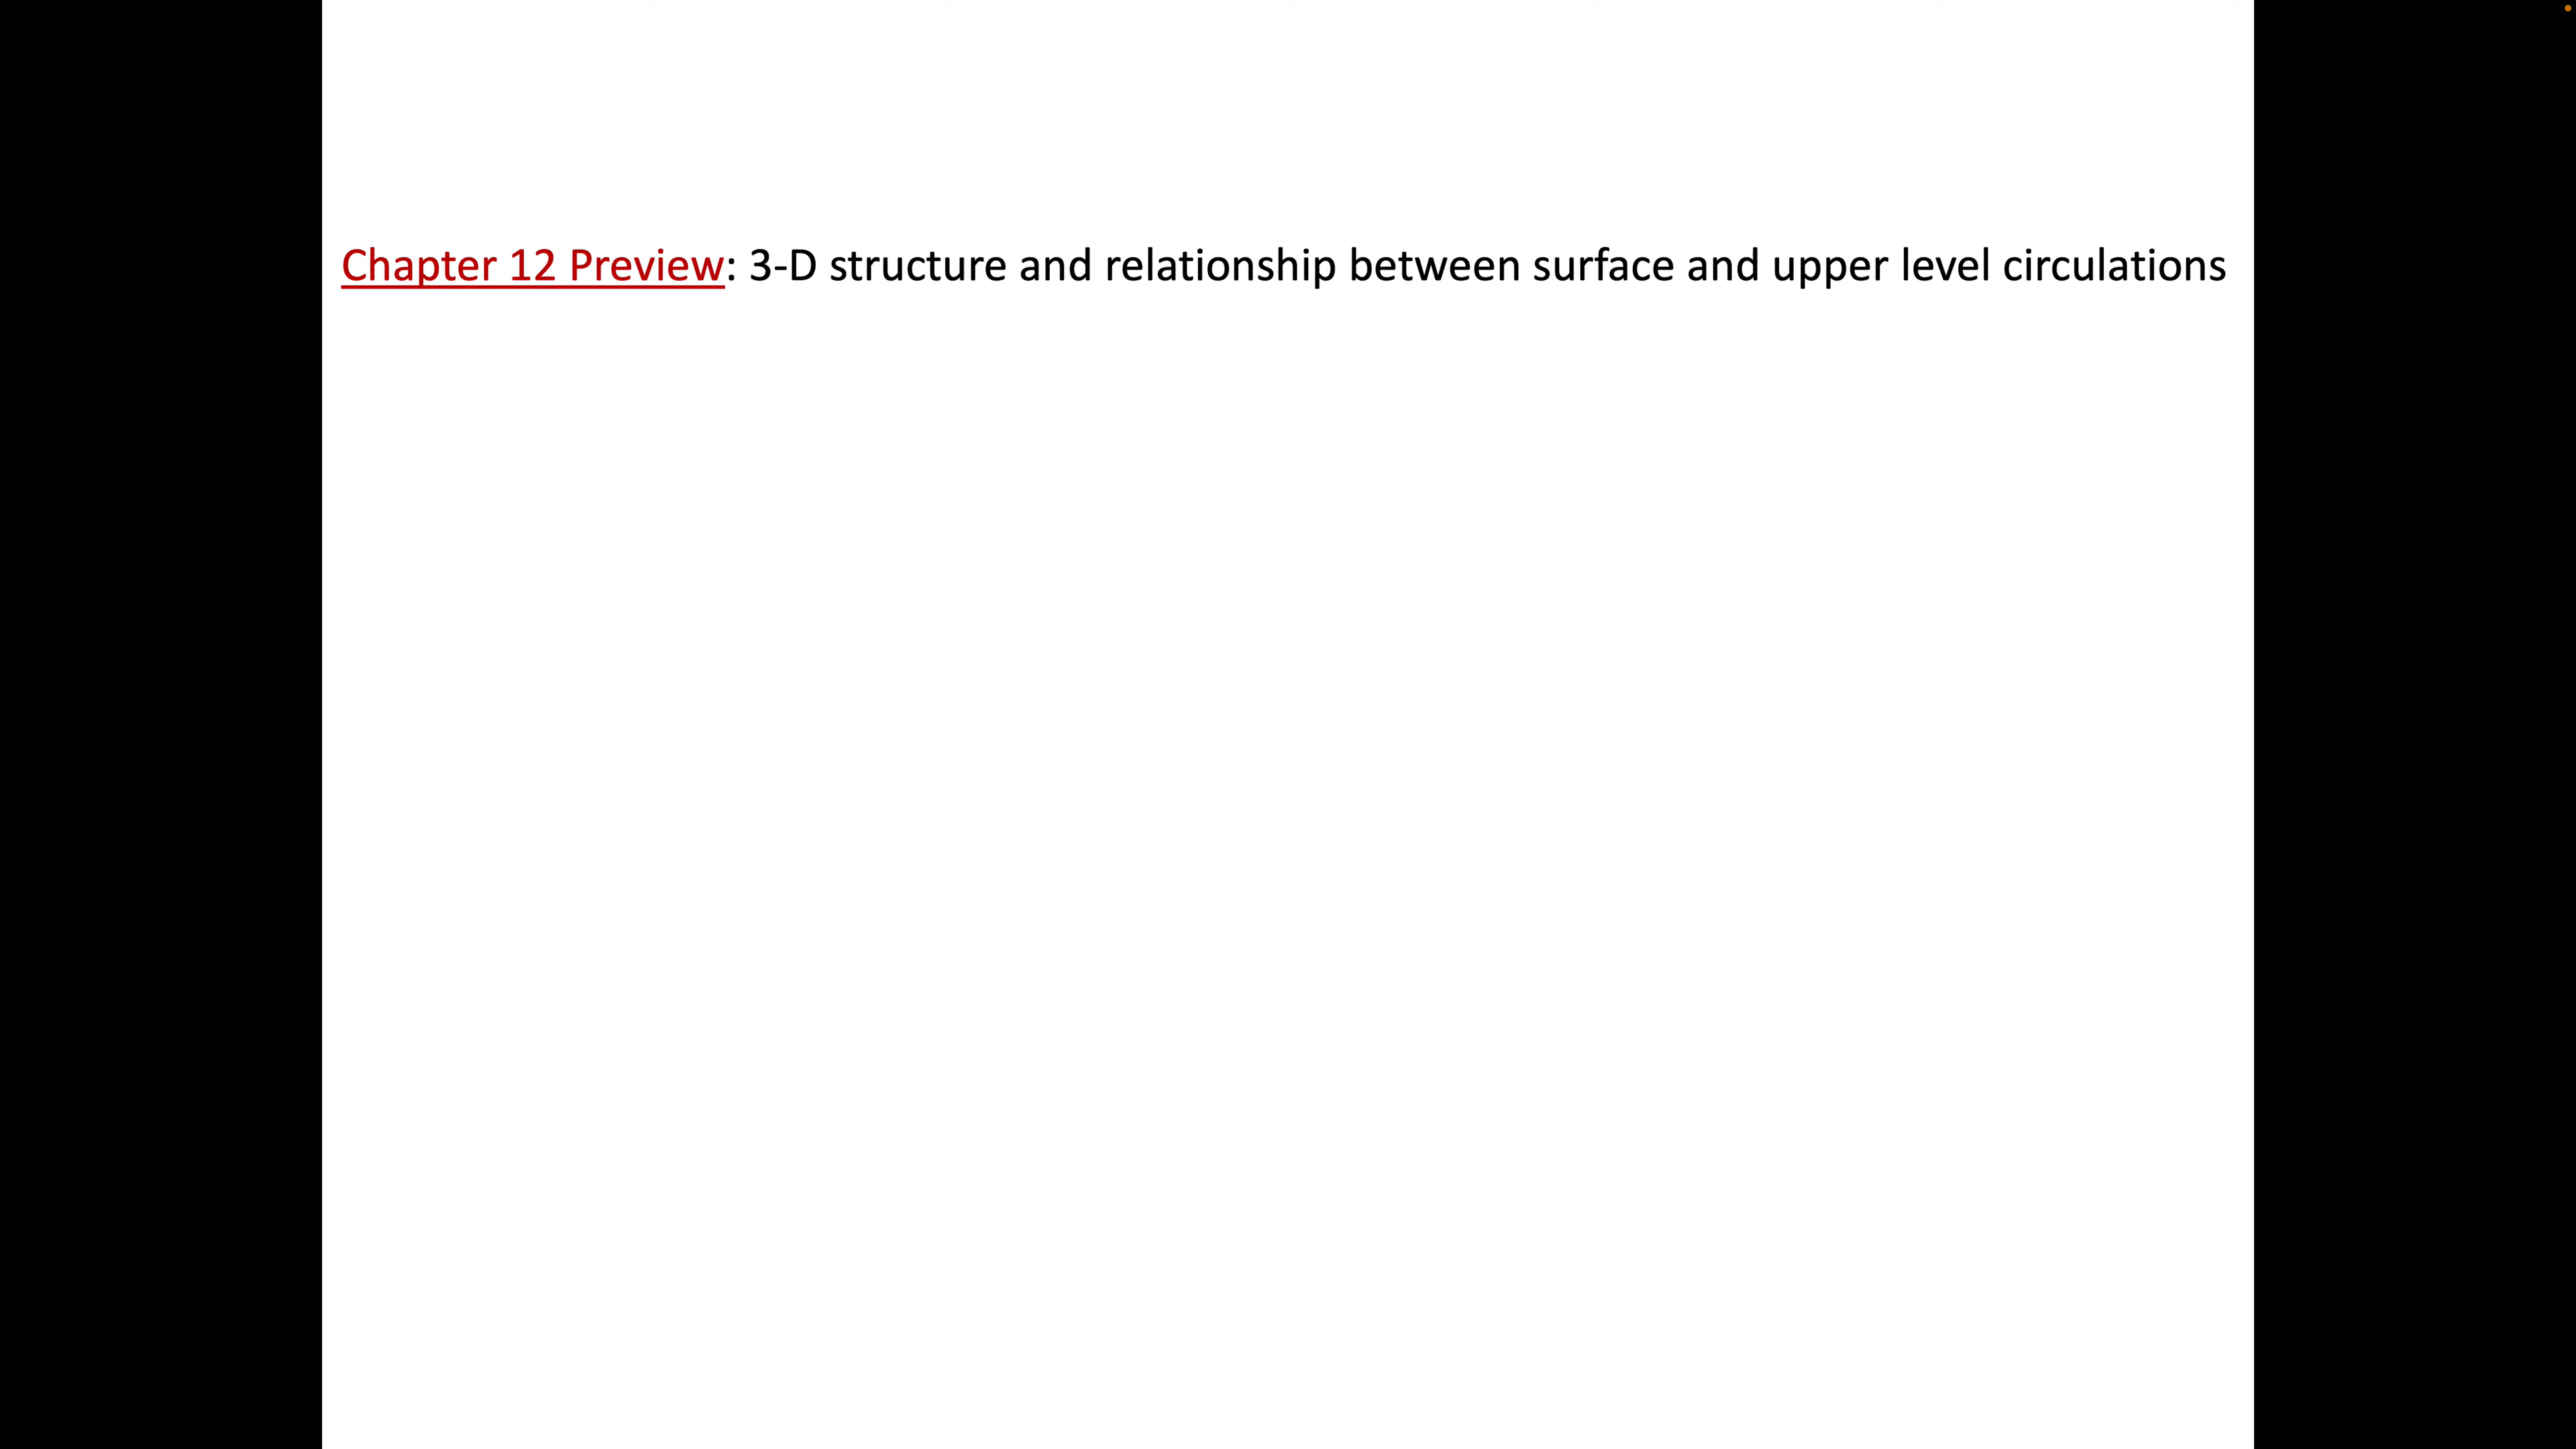 Chapter 12 Preview: 3-D structure and relationship between surface and upper level circulations